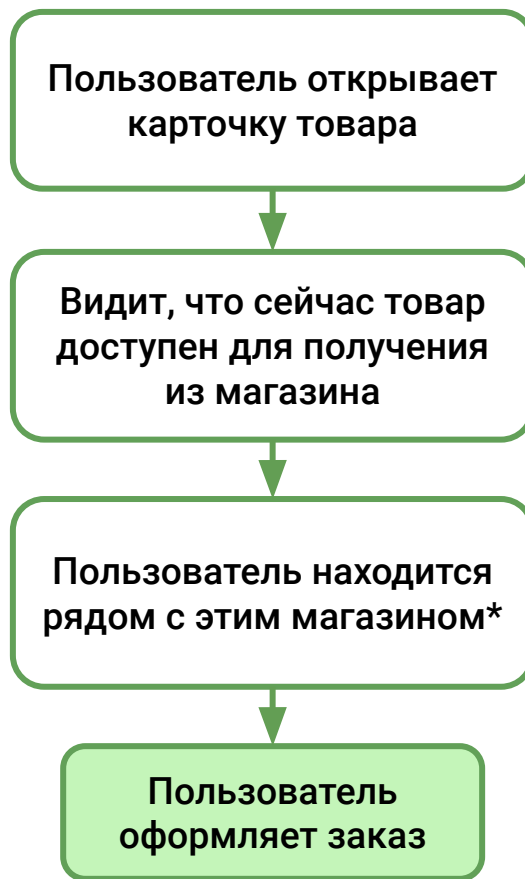 Пользователь открывает
карточку товара
Видит, что сейчас товар
доступен для получения
из магазина
Пользователь находится
рядом с этим магазином*
Пользователь
оформляет заказ